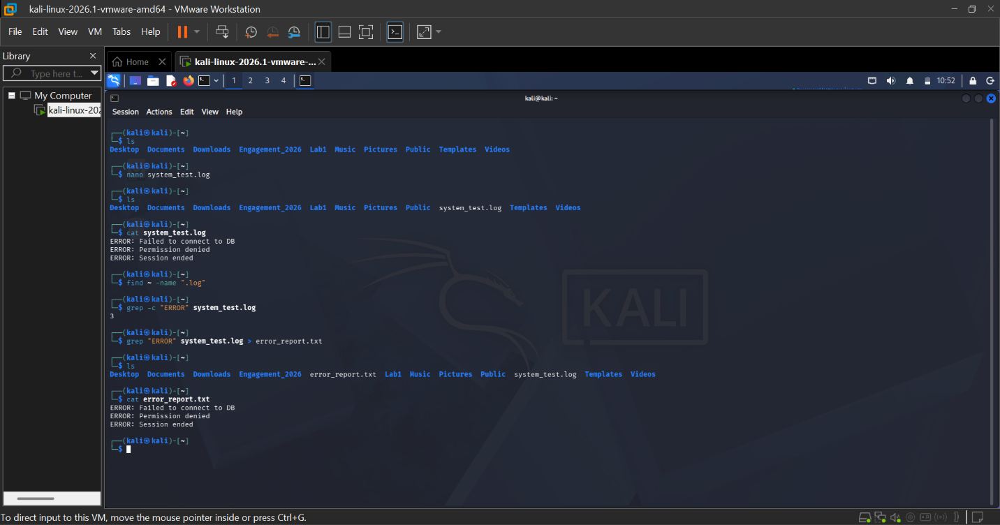 kali-linux-2026.1-vmware-amd64 - VMware Workstation
File Edit View VM Tabs Help
Library
Home kali-linux-2026.1-vmware-...
Type here t...
1 2 3 4 10:52
My Computer
kali-linux-202
kali@kali: ~
Session Actions Edit View Help
┌──(kali㉿kali)-[~]
└─$ ls
Desktop Documents Downloads Engagement_2026 Lab1 Music Pictures Public Templates Videos
┌──(kali㉿kali)-[~]
└─$ nano system_test.log
┌──(kali㉿kali)-[~]
└─$ ls
Desktop Documents Downloads Engagement_2026 Lab1 Music Pictures Public system_test.log Templates Videos
┌──(kali㉿kali)-[~]
└─$ cat system_test.log
ERROR: Failed to connect to DB
ERROR: Permission denied
ERROR: Session ended
┌──(kali㉿kali)-[~]
└─$ find ~ -name ".log"
┌──(kali㉿kali)-[~]
└─$ grep -c "ERROR" system_test.log
3
┌──(kali㉿kali)-[~]
└─$ grep "ERROR" system_test.log > error_report.txt
┌──(kali㉿kali)-[~]
└─$ ls
Desktop Documents Downloads Engagement_2026 error_report.txt Lab1 Music Pictures Public system_test.log Templates Videos
┌──(kali㉿kali)-[~]
└─$ cat error_report.txt
ERROR: Failed to connect to DB
ERROR: Permission denied
ERROR: Session ended
┌──(kali㉿kali)-[~]
└─$
KALI
To direct input to this VM, move the mouse pointer inside or press Ctrl+G.